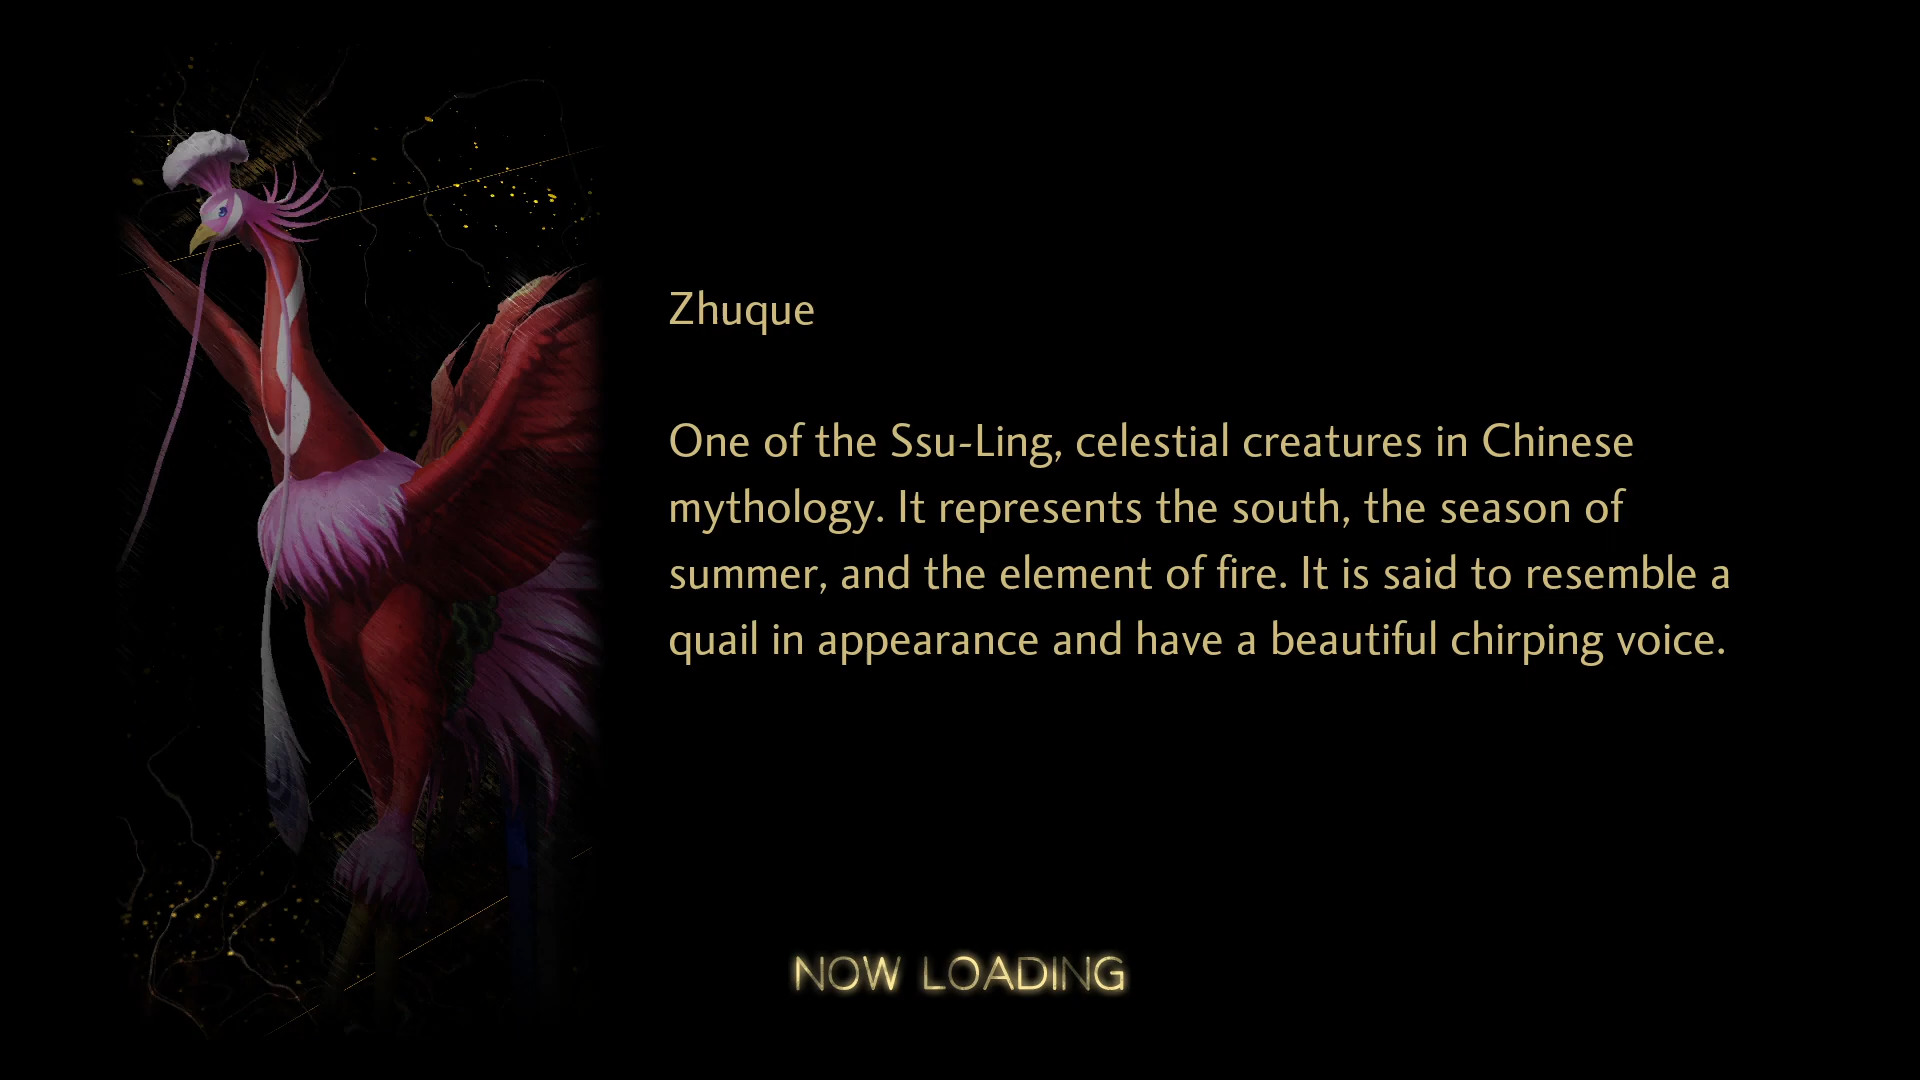 Zhuque
One of the Ssu-Ling, celestial creatures in Chinese
mythology. It represents the south, the season of
summer, and the element of fire. It is said to resemble a
quail in appearance and have a beautiful chirping voice.
NOW LOADING